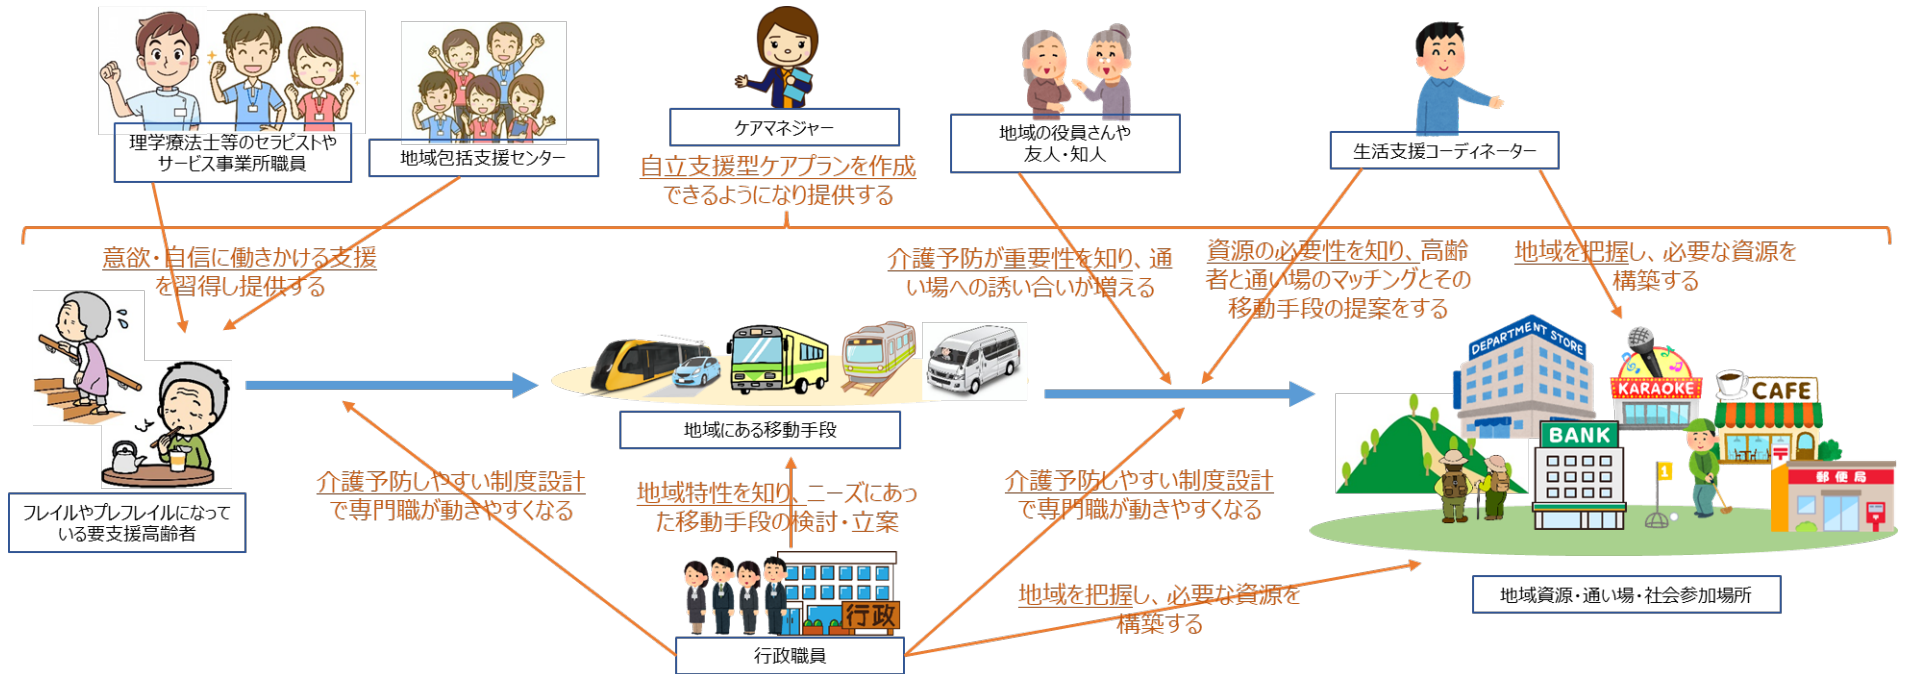 理学療法士等のセラピストや
サービス事業所職員
地域包括支援センター
ケアマネジャー
地域の役員さんや
友人・知人
生活支援コーディネーター
自立支援型ケアプランを作成
できるようになり提供する
意欲・自信に働きかける支援
を習得し提供する
介護予防が重要性を知り、通
い場への誘い合いが増える
資源の必要性を知り、高齢
者と通い場のマッチングとその
移動手段の提案をする
地域を把握し、必要な資源を
構築する
DEPARTMENT STORE
KARAOKE
CAFE
BANK
1
〒
郵便局
〒
地域にある移動手段
フレイルやプレフレイルになって
いる要支援高齢者
介護予防しやすい制度設計
で専門職が動きやすくなる
地域特性を知り、ニーズにあっ
た移動手段の検討・立案
介護予防しやすい制度設計
で専門職が動きやすくなる
行政
行政職員
地域を把握し、必要な資源を
構築する
地域資源・通い場・社会参加場所